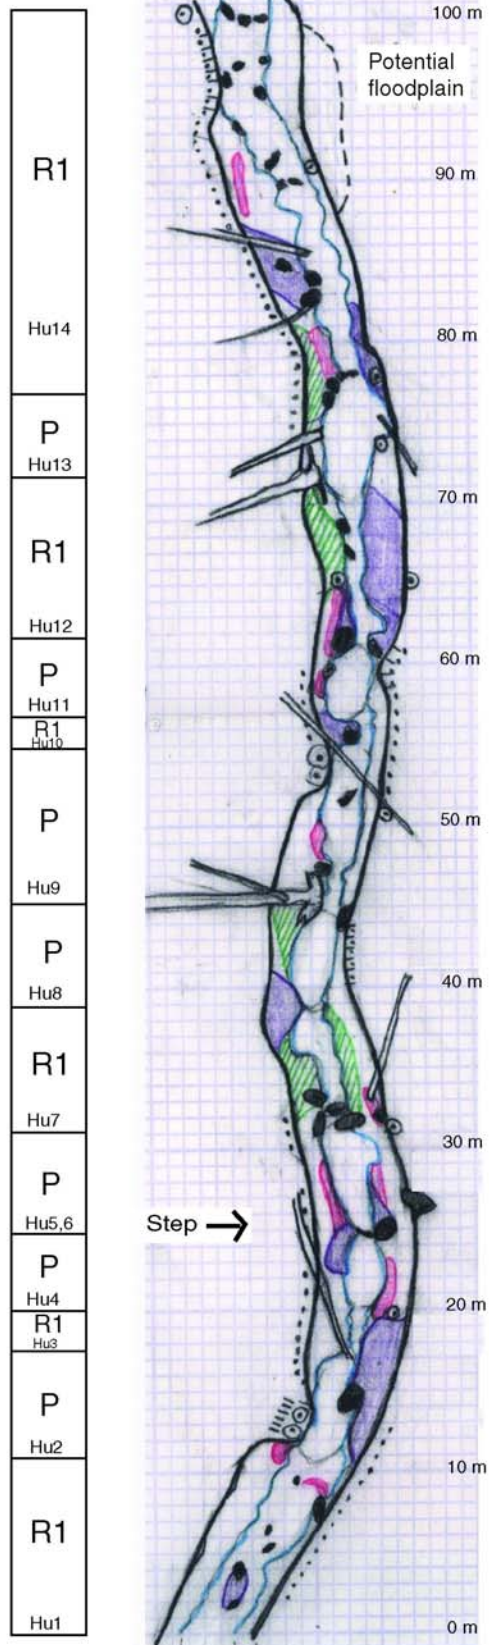 100 m
Potential
floodplain
R1
90 m
Hu14
80 m
P
Hu13
70 m
R1
Hu12
60 m
P
Hu11
R1
Hu10
P
50 m
Hu9
P
40 m
Hu8
R1
Hu7
30 m
P
Hu5,6
Step
P
Hu4
20 m
R1
Hu3
P
Hu2
10 m
R1
Hu1
0 m